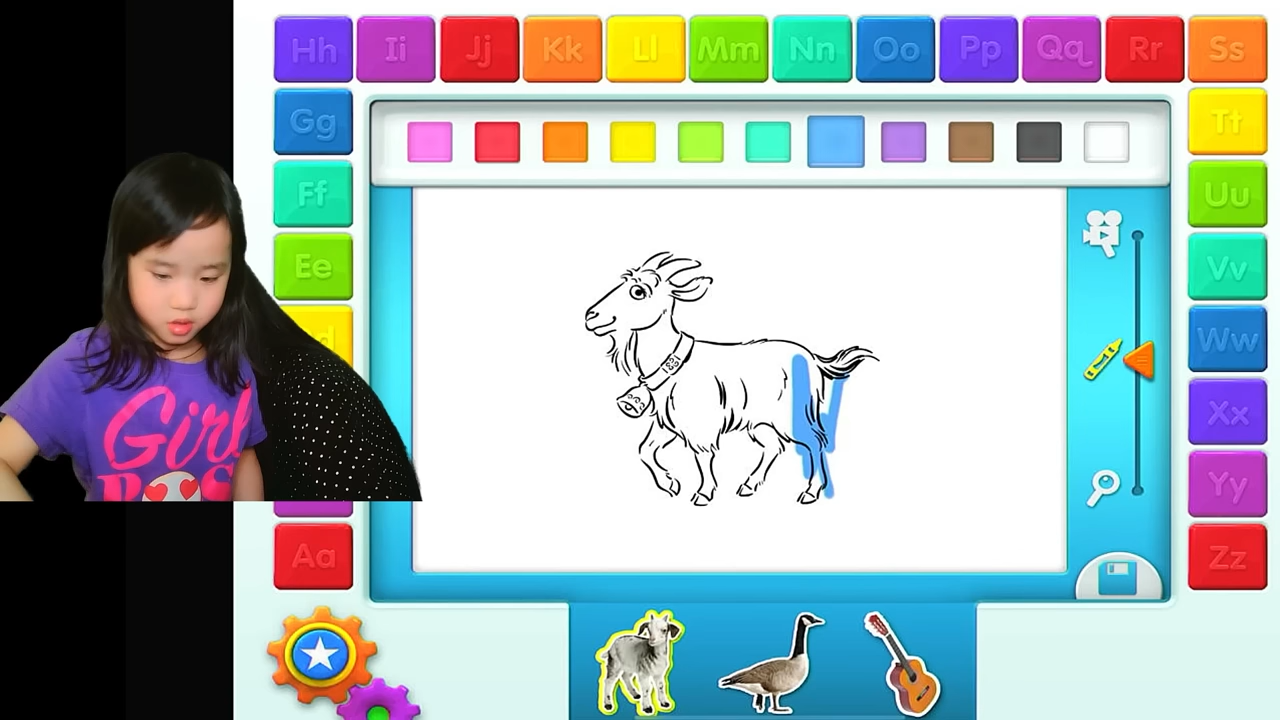 Hh Ii Jj Kk Ll Mm Nn Oo Pp Qq Rr Ss
Gg Tt
Ff Uu
Ee Vv
d Ww
Xx
Yy
Aa Zz
Girl